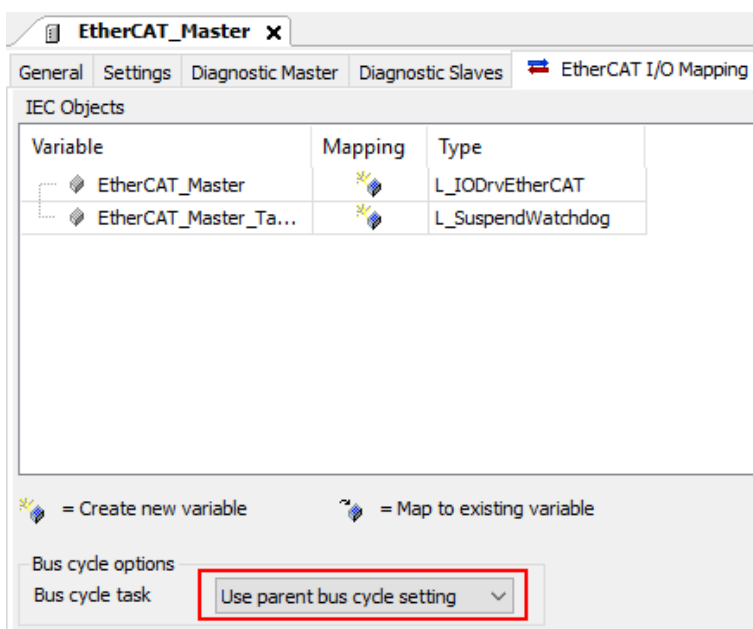 EtherCAT_Master x
General Settings Diagnostic Master Diagnostic Slaves EtherCAT I/O Mapping
IEC Objects
Variable Mapping Type
EtherCAT_Master L_IODrvEtherCAT
EtherCAT_Master_Ta... L_SuspendWatchdog
= Create new variable = Map to existing variable
Bus cycle options
Bus cycle task Use parent bus cycle setting